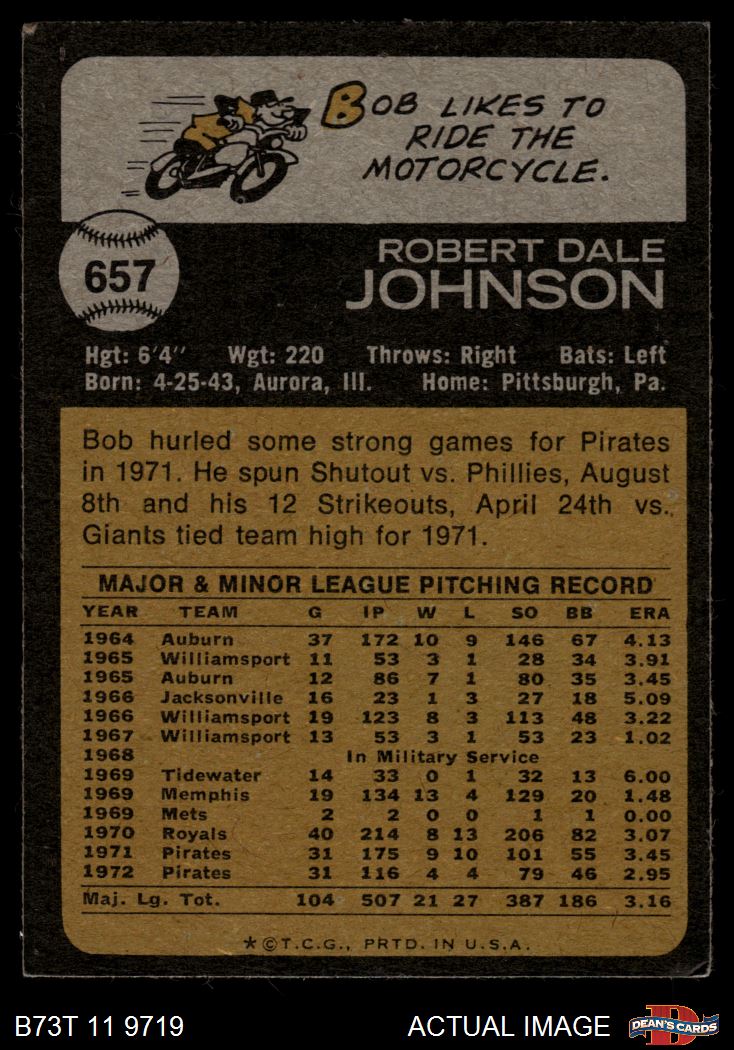 BOB LIKES TO
RIDE THE
MOTORCYCLE.
657
ROBERT DALE
JOHNSON
Hgt: 6'4" Wgt: 220 Throws: Right Bats: Left
Born: 4-25-43, Aurora, Ill. Home: Pittsburgh, Pa.
Bob hurled some strong games for Pirates
in 1971. He spun Shutout vs. Phillies, August
8th and his 12 Strikeouts, April 24th vs.
Giants tied team high for 1971.
MAJOR & MINOR LEAGUE PITCHING RECORD
YEAR TEAM G IP W L SO BB ERA
1964 Auburn 37 172 10 9 146 67 4.13
1965 Williamsport 11 53 3 1 28 34 3.91
1965 Auburn 12 86 7 1 80 35 3.45
1966 Jacksonville 16 23 1 3 27 18 5.09
1966 Williamsport 19 123 8 3 113 48 3.22
1967 Williamsport 13 53 3 1 53 23 1.02
1968 In Military Service
1969 Tidewater 14 33 0 1 32 13 6.00
1969 Memphis 19 134 13 4 129 20 1.48
1969 Mets 2 2 0 0 1 1 0.00
1970 Royals 40 214 8 13 206 82 3.07
1971 Pirates 31 175 9 10 101 55 3.45
1972 Pirates 31 116 4 4 79 46 2.95
Maj. Lg. Tot. 104 507 21 27 387 186 3.16
*©T.C.G., PRTD. IN U.S.A.
B73T 11 9719 ACTUAL IMAGE
DEAN'S CARDS